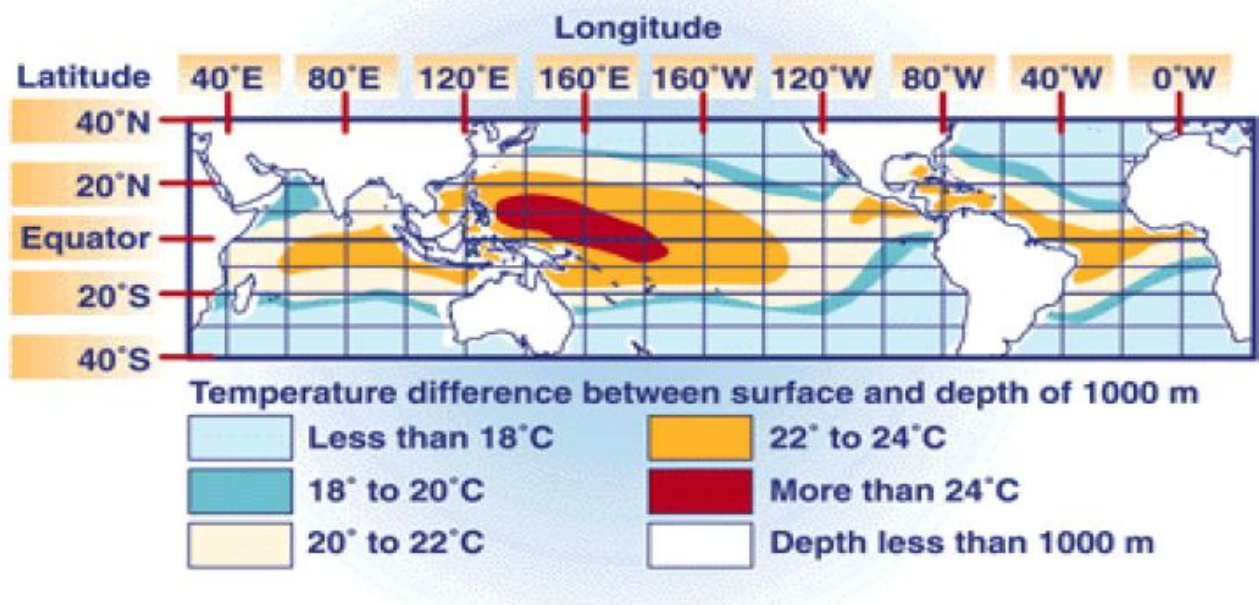 Longitude
Latitude 40°E 80°E 120°E 160°E 160°W 120°W 80°W 40°W 0°W
40°N
20°N
Equator
20°S
40°S
Temperature difference between surface and depth of 1000 m
Less than 18°C 22° to 24°C
18° to 20°C More than 24°C
20° to 22°C Depth less than 1000 m